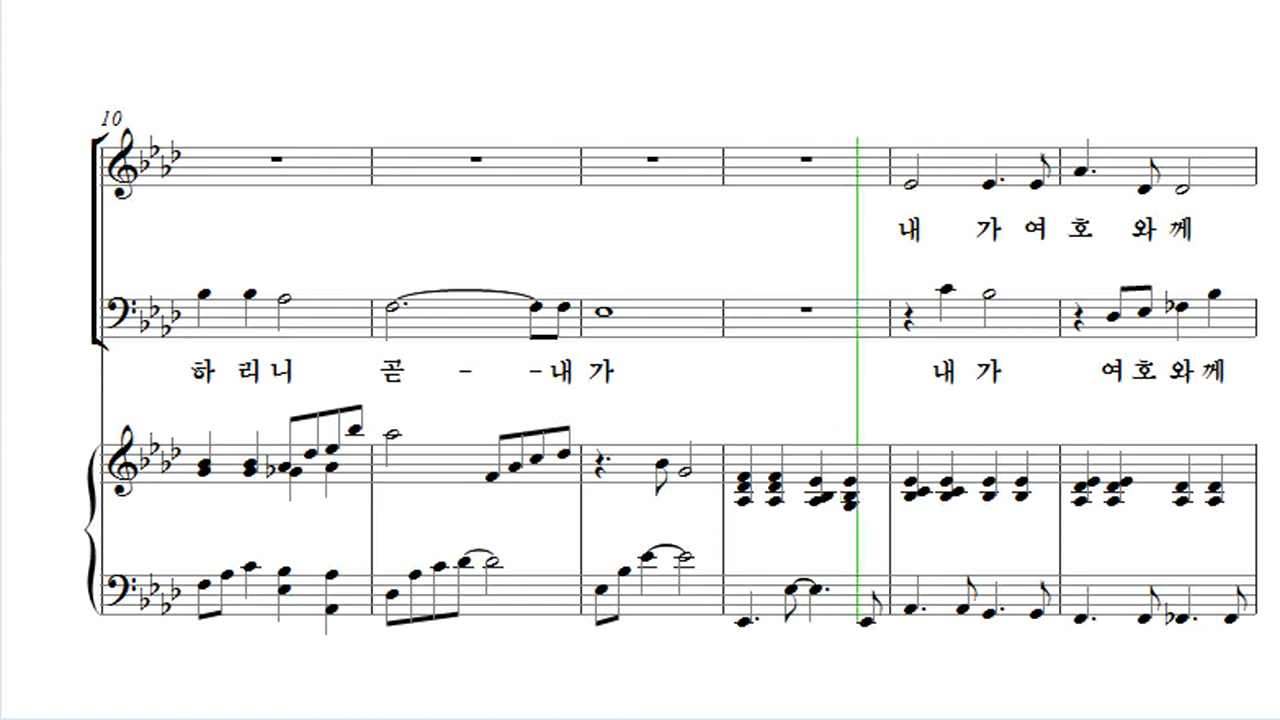 10
내 가 여 호 와 께
하 리 니 곧 - - 내 가 내 가 여 호 와 께